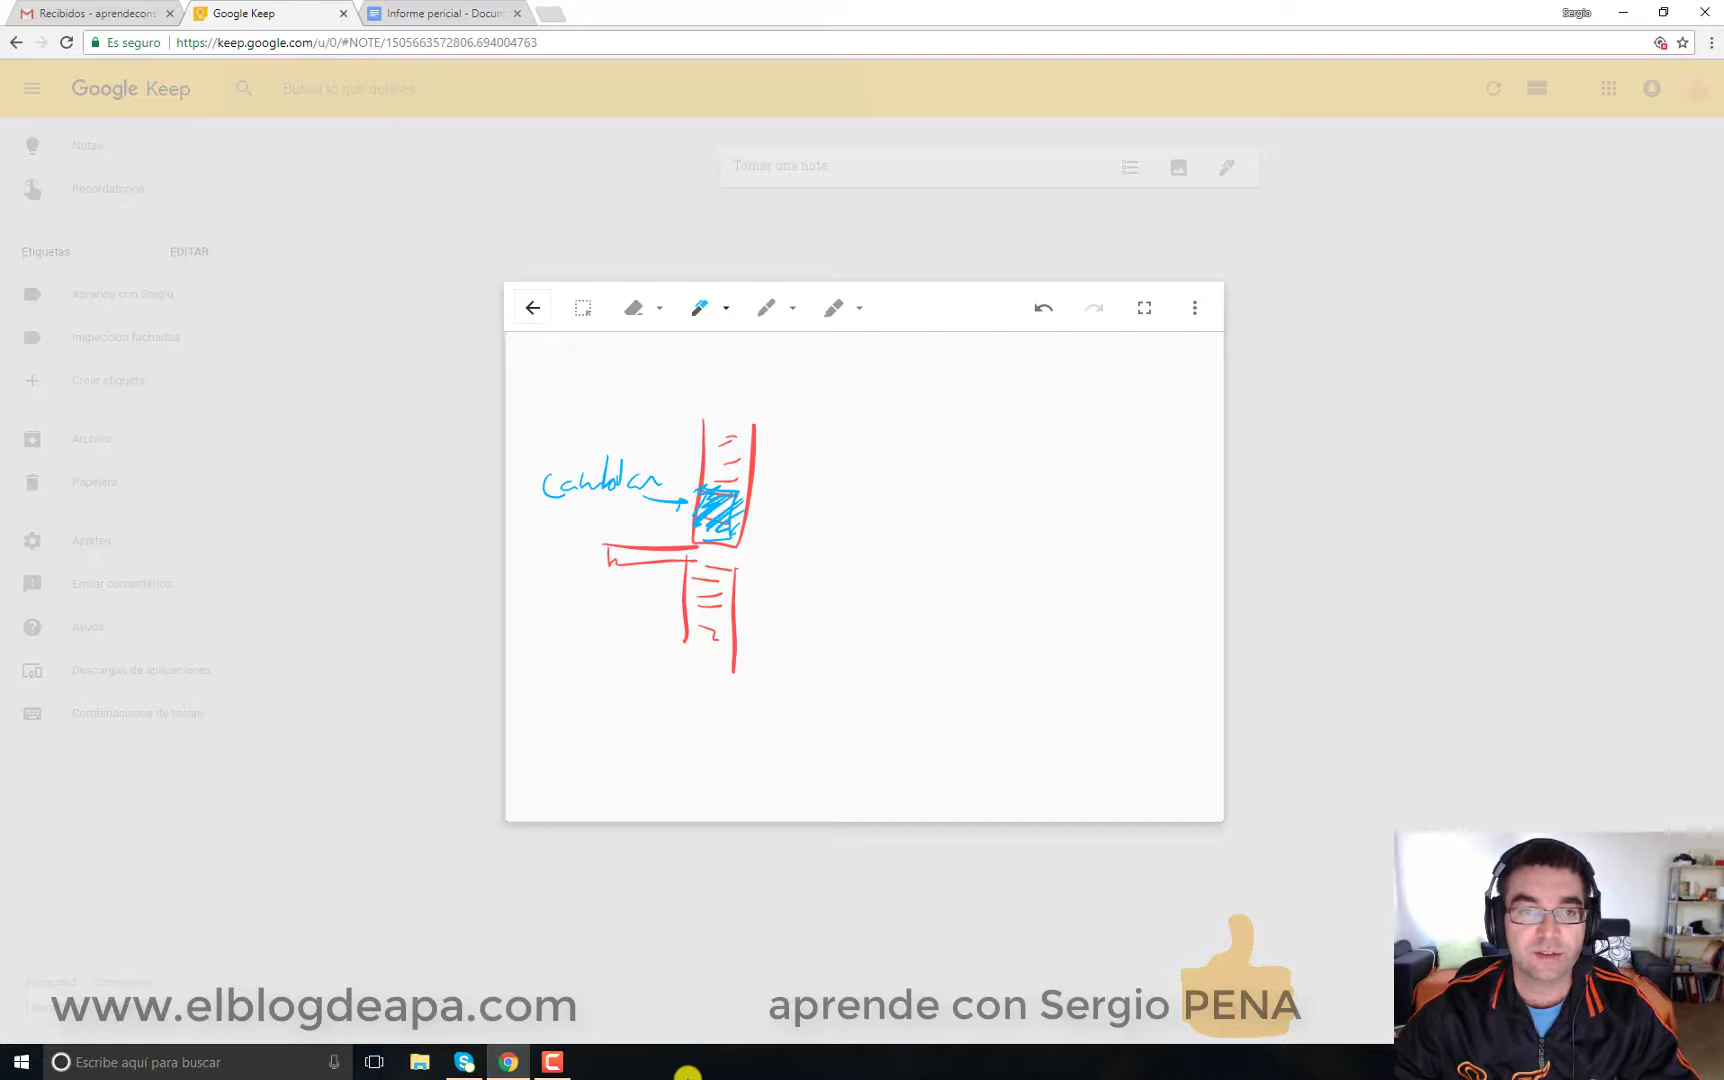 Recibidos - aprendecons
Google Keep
Informe pericial - Docum
Sergio
Es seguro
https://keep.google.com/u/0/#NOTE/1505663572806.694004763
Google Keep
Busca lo que quieras
Notas
Tomar una nota
Recordatorios
Etiquetas
EDITAR
Aprende con Sergio
Inspección fachadas
Crear etiqueta
Archivo
Papelera
Ajustes
Enviar comentarios
Ayuda
Descargas de aplicaciones
Combinaciones de teclas
Privacidad
www.elblogdeapa.com
aprende con Sergio PENA
Escribe aquí para buscar